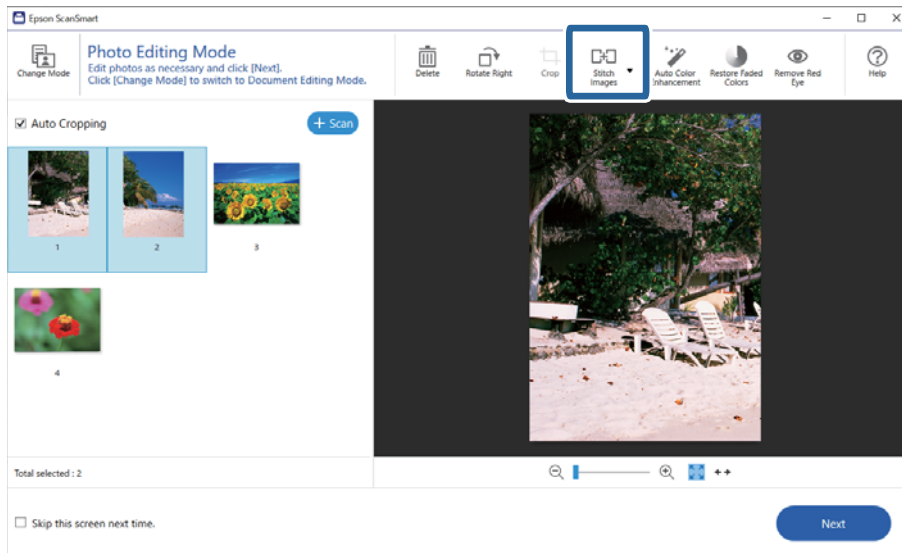 Epson ScanSmart
Change Mode
Photo Editing Mode
Edit photos as necessary and click [Next].
Click [Change Mode] to switch to Document Editing Mode.
Delete
Rotate Right
Crop
Stitch
Images
Auto Color
Enhancement
Restore Faded
Colors
Remove Red
Eye
Help
Auto Cropping
+ Scan
1
2
3
4
Total selected : 2
Skip this screen next time.
Next